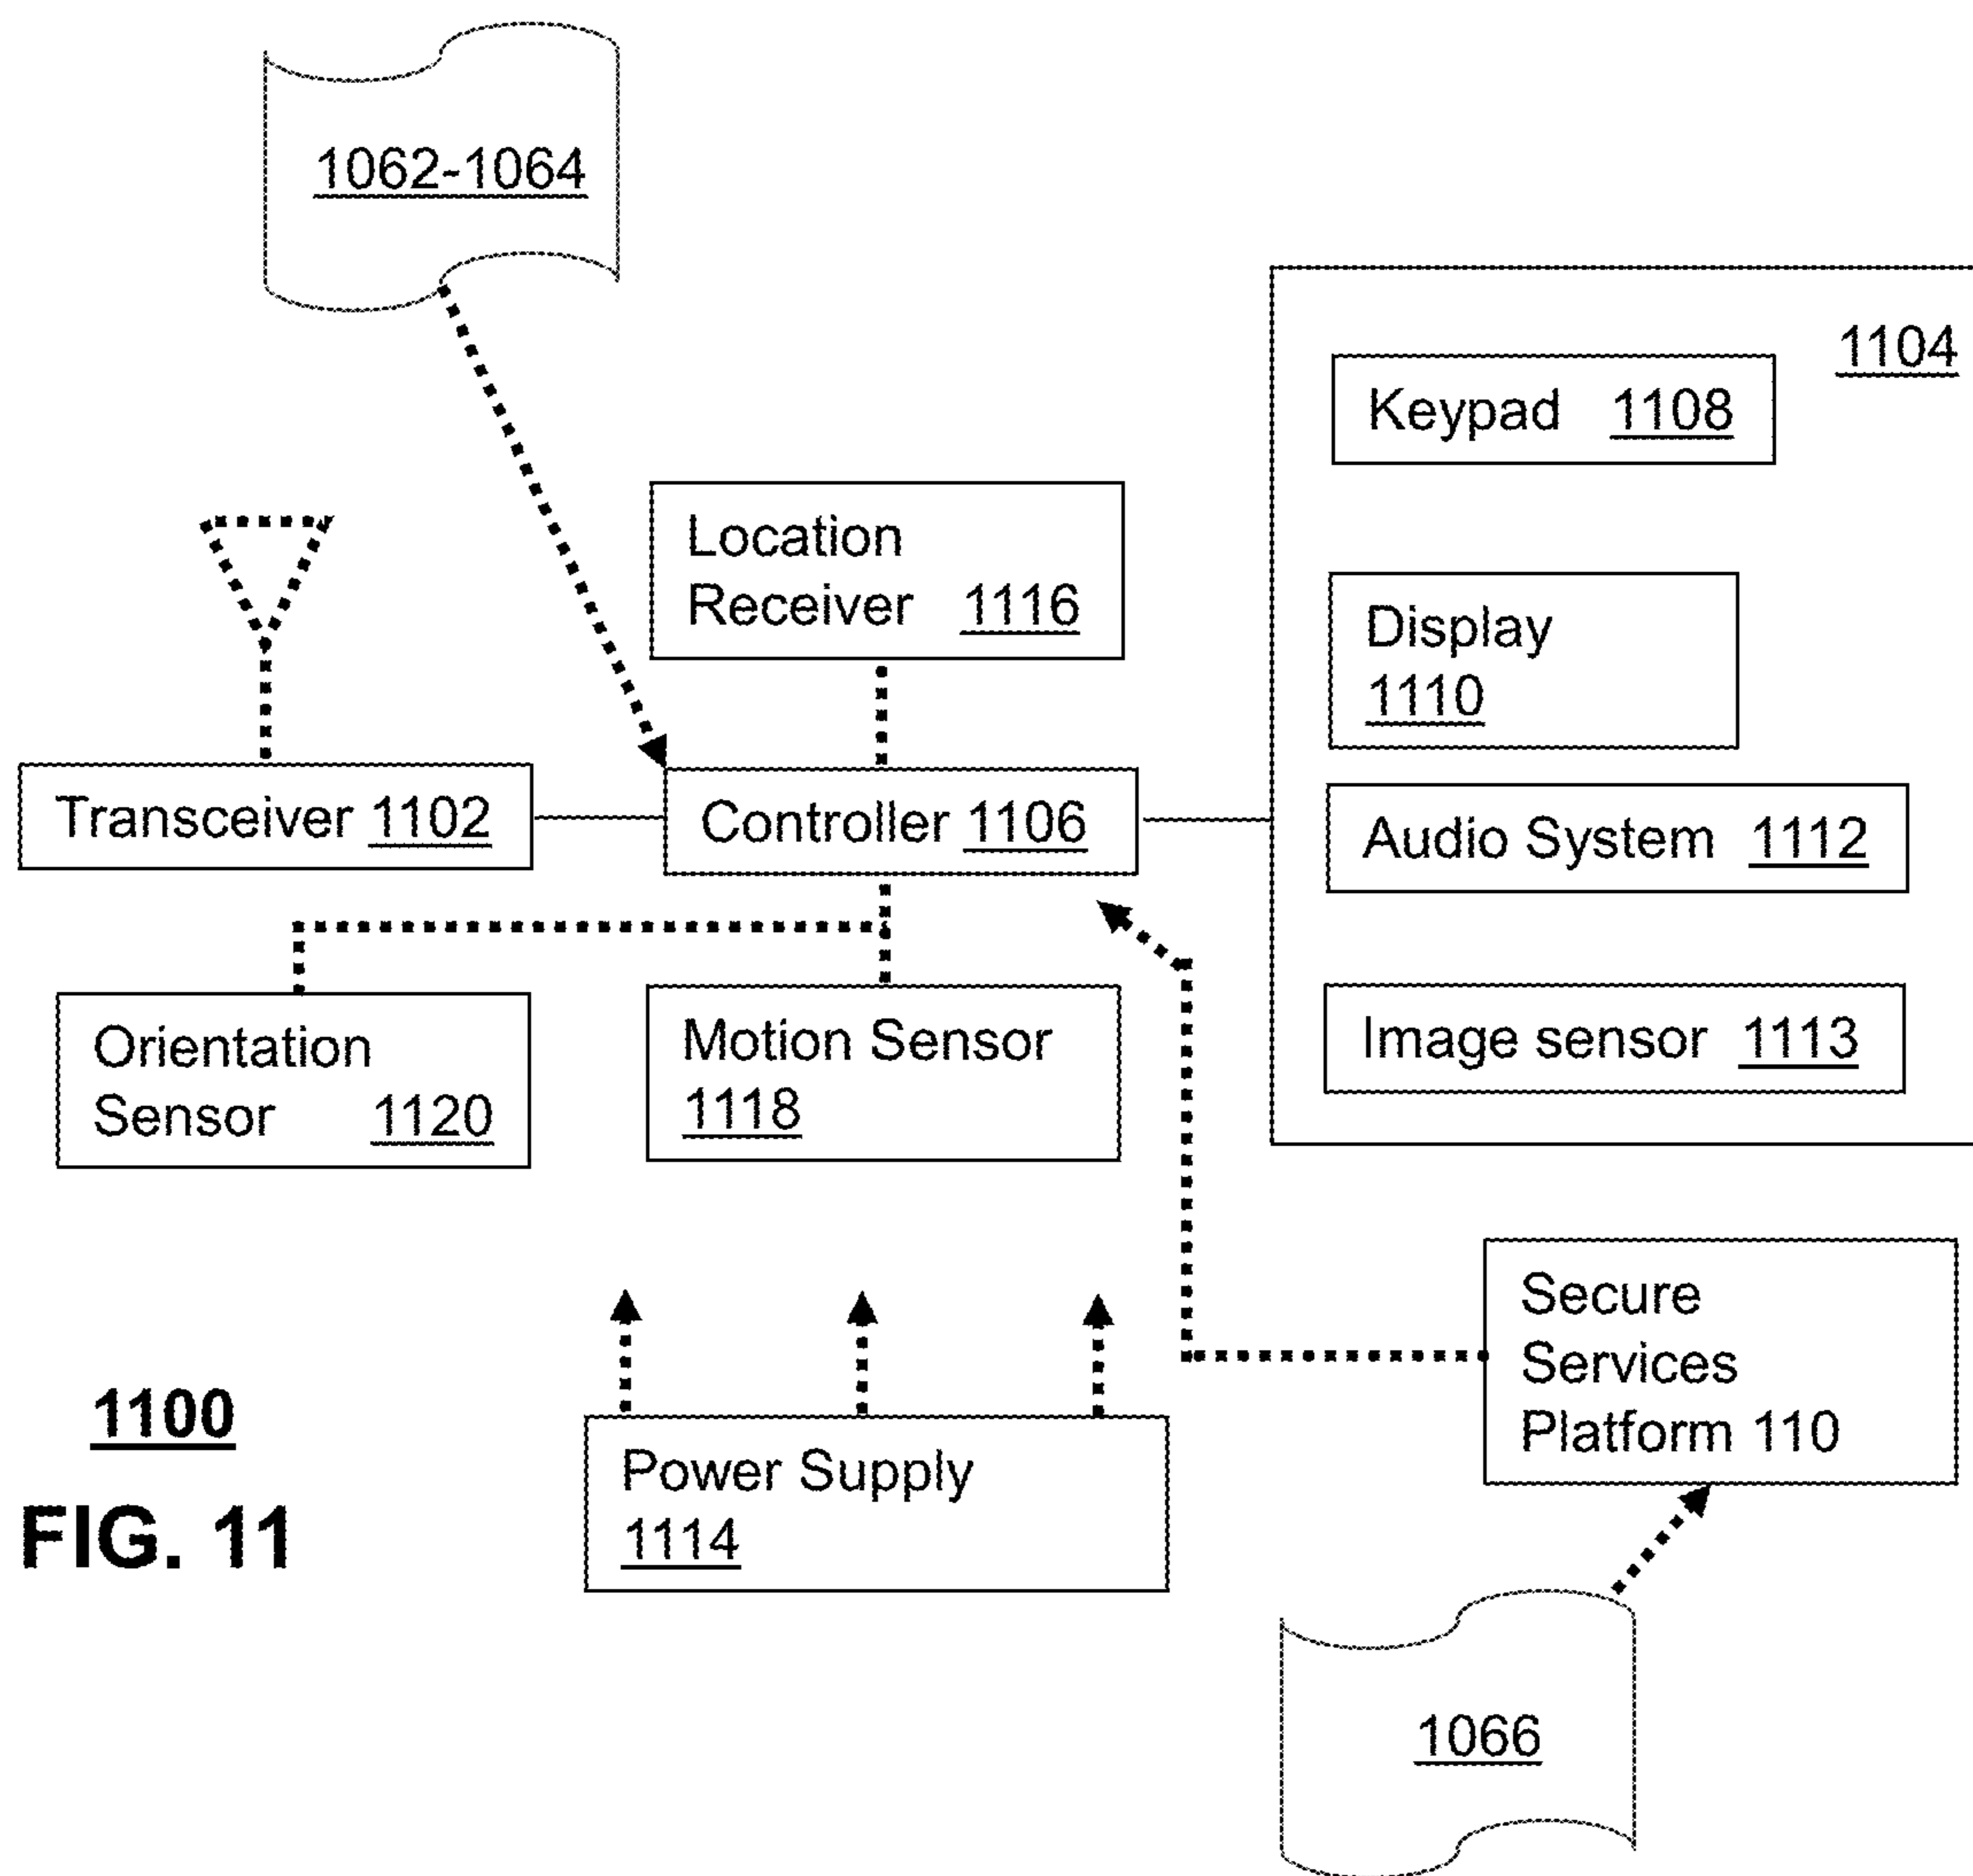 1062-1064
1104
Keypad 1108
Location
Receiver 1116
Display
1110
Transceiver 1102
Controller 1106
Audio System 1112
Orientation
Sensor 1120
Motion Sensor
1118
Image sensor 1113
Secure
Services
Platform 110
1100
FIG. 11
Power Supply
1114
1066